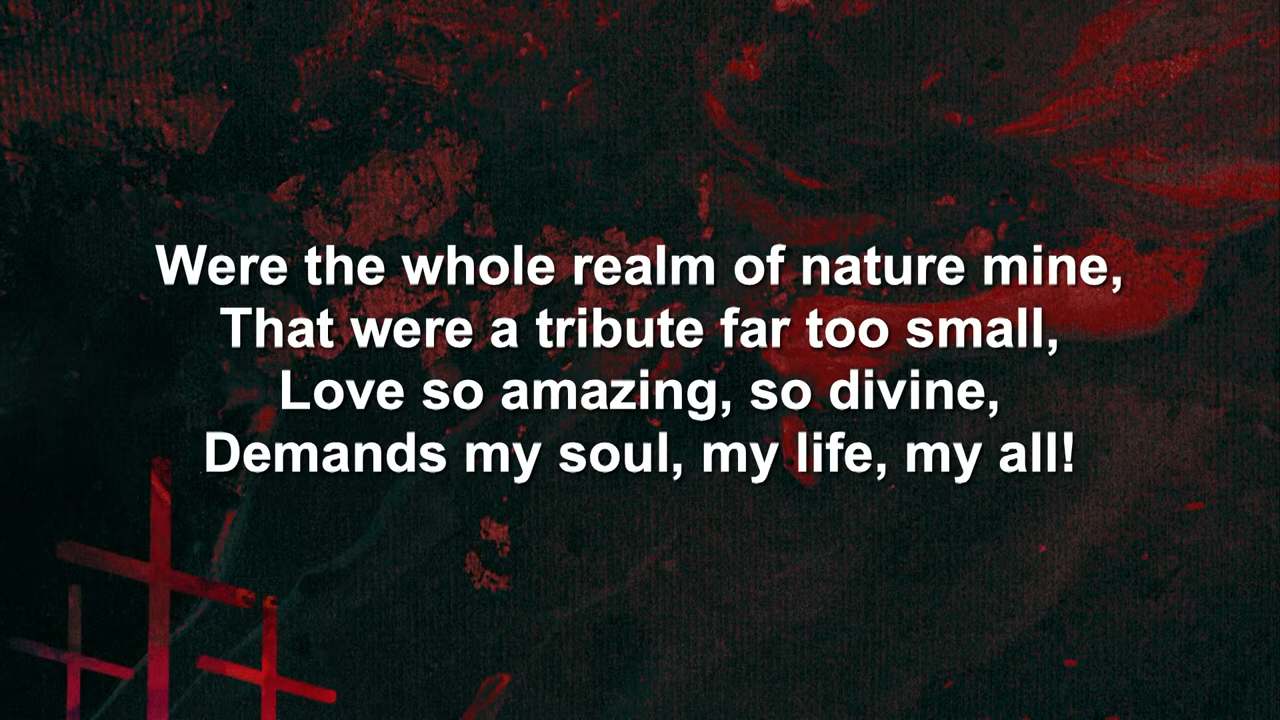 Were the whole realm of nature mine,
That were a tribute far too small,
Love so amazing, so divine,
Demands my soul, my life, my all!